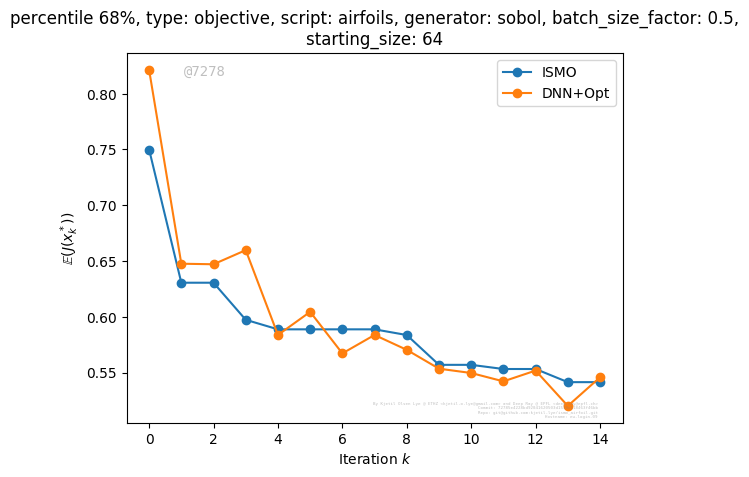 percentile 68%, type: objective, script: airfoils, generator: sobol, batch_size_factor: 0.5,
starting_size: 64
@7278
ISMO
DNN+Opt
0.80
0.75
0.70
0.65
0.60
0.55
𝔼(J(x*ₖ))
0 2 4 6 8 10 12 14
Iteration k